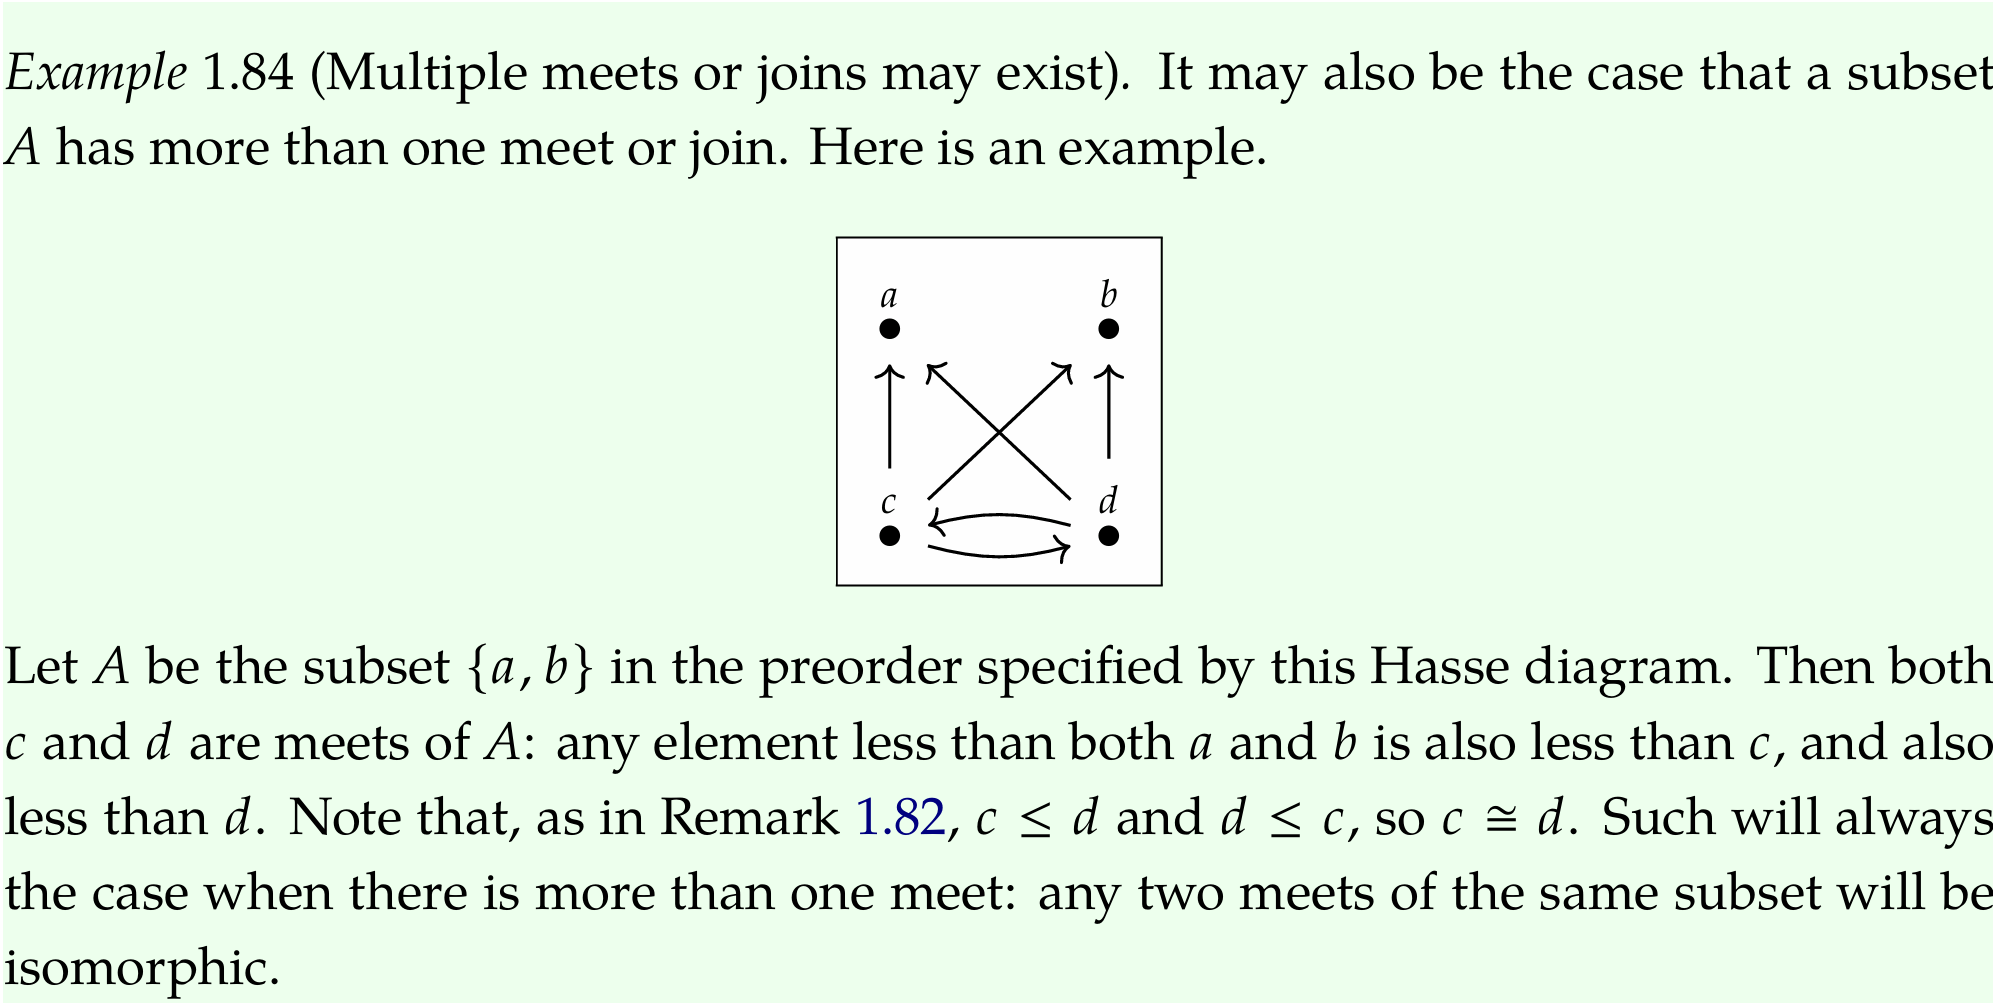 Example 1.84 (Multiple meets or joins may exist). It may also be the case that a subset
A has more than one meet or join. Here is an example.
a b
c d
Let A be the subset {a, b} in the preorder specified by this Hasse diagram. Then both
c and d are meets of A: any element less than both a and b is also less than c, and also
less than d. Note that, as in Remark 1.82, c ≤ d and d ≤ c, so c ≅ d. Such will always
the case when there is more than one meet: any two meets of the same subset will be
isomorphic.